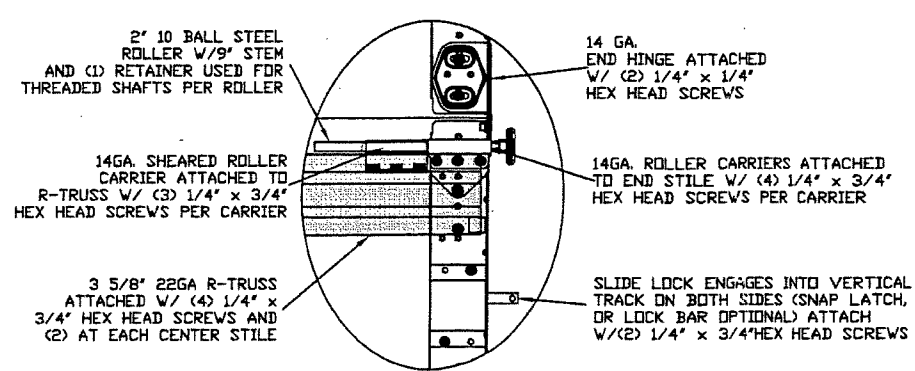 2" 10 BALL STEEL
ROLLER W/9" STEM
AND (1) RETAINER USED FOR
THREADED SHAFTS PER ROLLER
14GA. SHEARED ROLLER
CARRIER ATTACHED TO
R-TRUSS W/ (3) 1/4" x 3/4"
HEX HEAD SCREWS PER CARRIER
3 5/8" 22GA R-TRUSS
ATTACHED W/ (4) 1/4" x
3/4" HEX HEAD SCREWS AND
(2) AT EACH CENTER STILE
14 GA.
END HINGE ATTACHED
W/ (2) 1/4" x 1/4"
HEX HEAD SCREWS
14GA. ROLLER CARRIERS ATTACHED
TO END STILE W/ (4) 1/4" x 3/4"
HEX HEAD SCREWS PER CARRIER
SLIDE LOCK ENGAGES INTO VERTICAL
TRACK ON BOTH SIDES (SNAP LATCH,
OR LOCK BAR OPTIONAL) ATTACH
W/(2) 1/4" x 3/4"HEX HEAD SCREWS